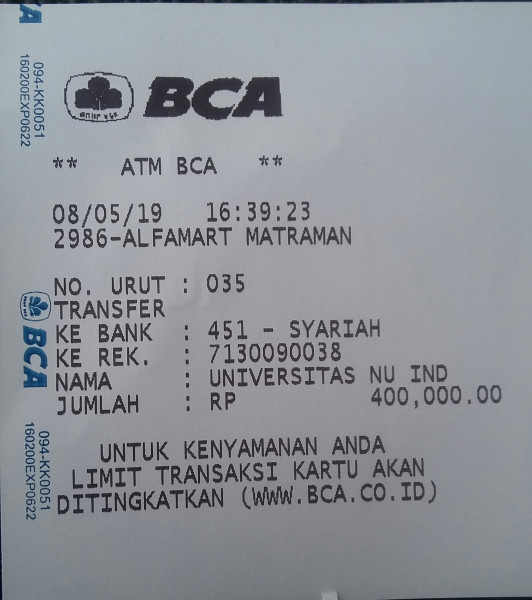 BCA
** ATM BCA **
08/05/19 16:39:23
2986-ALFAMART MATRAMAN
NO. URUT : 035
TRANSFER
KE BANK : 451 - SYARIAH
KE REK. : 7130090038
NAMA : UNIVERSITAS NU IND
JUMLAH : RP 400,000.00
UNTUK KENYAMANAN ANDA
LIMIT TRANSAKSI KARTU AKAN
DITINGKATKAN (WWW.BCA.CO.ID)
A
094-KK0051
160200EXP0622
BCA
094-KK0051
160200EXP0622